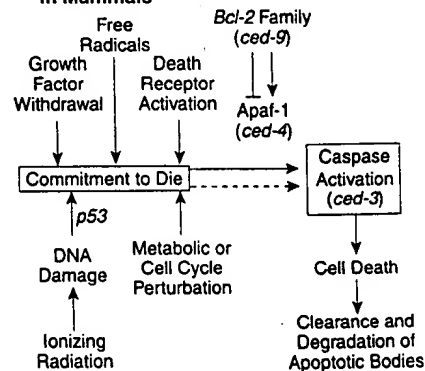 in Mammals
Free
Radicals
Bcl-2 Family
(ced-9)
Growth
Factor
Withdrawal
Death
Receptor
Activation
Apaf-1
(ced-4)
Commitment to Die
Caspase
Activation
(ced-3)
p53
DNA
Damage
Metabolic or
Cell Cycle
Perturbation
Cell Death
Ionizing
Radiation
Clearance and
Degradation of
Apoptotic Bodies